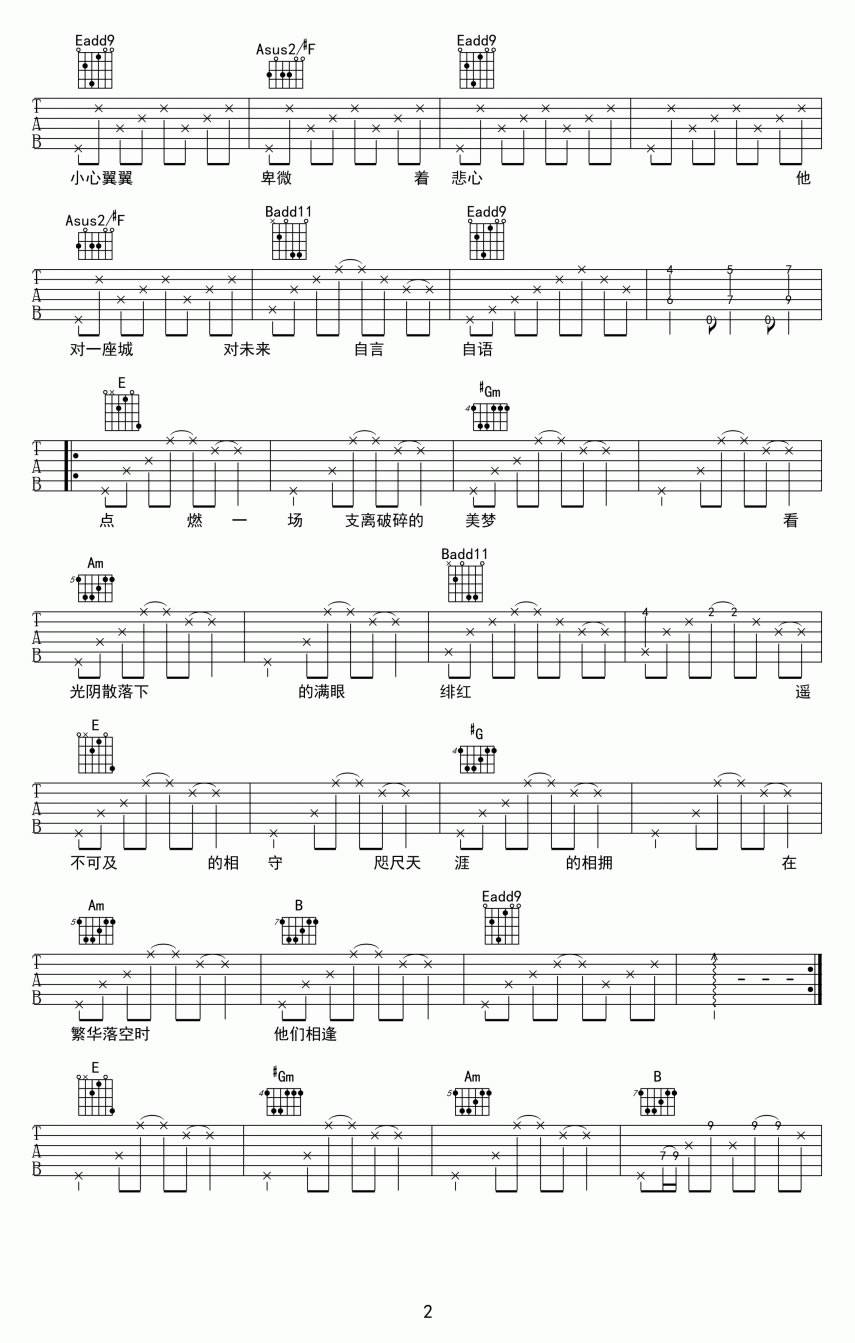 Eadd9 Asus2/#F Eadd9
小心翼翼 卑微 着 悲心 他
Asus2/#F Badd11 Eadd9
4 5 7
6 7 9
0 0
对一座城 对未来 自言 自语
E #Gm
4
点 燃 一 场 支离破碎的 美梦 看
Am Badd11
5
4 2 2
光阴散落下 的满眼 绯红 遥
E #G
4
不可及 的相 守 咫尺天 涯 的相拥 在
Am B Eadd9
5 7
繁华落空时 他们相逢
E #Gm Am B
4 5 7
9 9 9
7 9
2